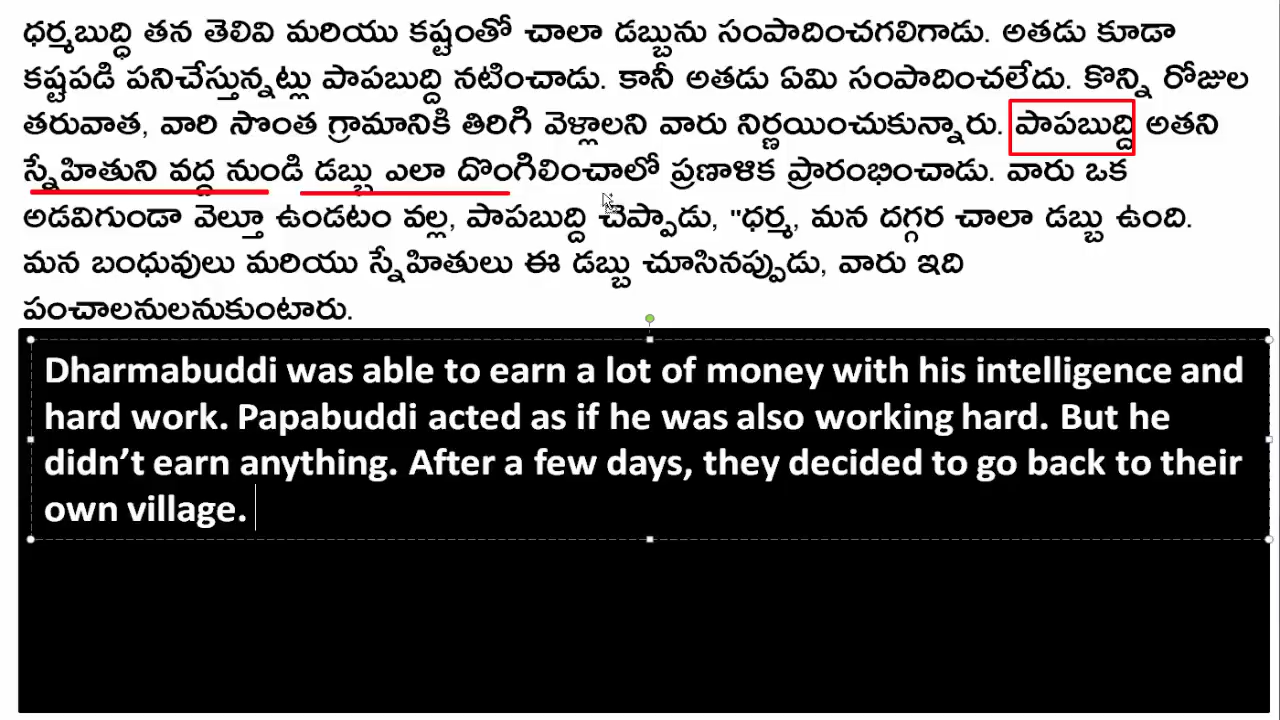 ధర్మబుద్ధి తన తెలివి మరియు కష్టంతో చాలా డబ్బును సంపాదించగలిగాడు. అతడు కూడా
కష్టపడి పనిచేస్తున్నట్లు పాపబుద్ది నటించాడు. కానీ అతడు ఏమి సంపాదించలేదు. కొన్ని రోజుల
తరువాత, వారి సొంత గ్రామానికి తిరిగి వెళ్లాలని వారు నిర్ణయించుకున్నారు. పాపబుద్ది అతని
స్నేహితుని వద్ద నుండి డబ్బు ఎలా దొంగిలించాలో ప్రణాళిక ప్రారంభించాడు. వారు ఒక
అడవిగుండా వెల్తూ ఉండటం వల్ల, పాపబుద్ది చెప్పాడు, "ధర్మ, మన దగ్గర చాలా డబ్బు ఉంది.
మన బంధువులు మరియు స్నేహితులు ఈ డబ్బు చూసినప్పుడు, వారు ఇది
పంచాలనులనుకుంటారు.
Dharmabuddi was able to earn a lot of money with his intelligence and
hard work. Papabuddi acted as if he was also working hard. But he
didn’t earn anything. After a few days, they decided to go back to their
own village.